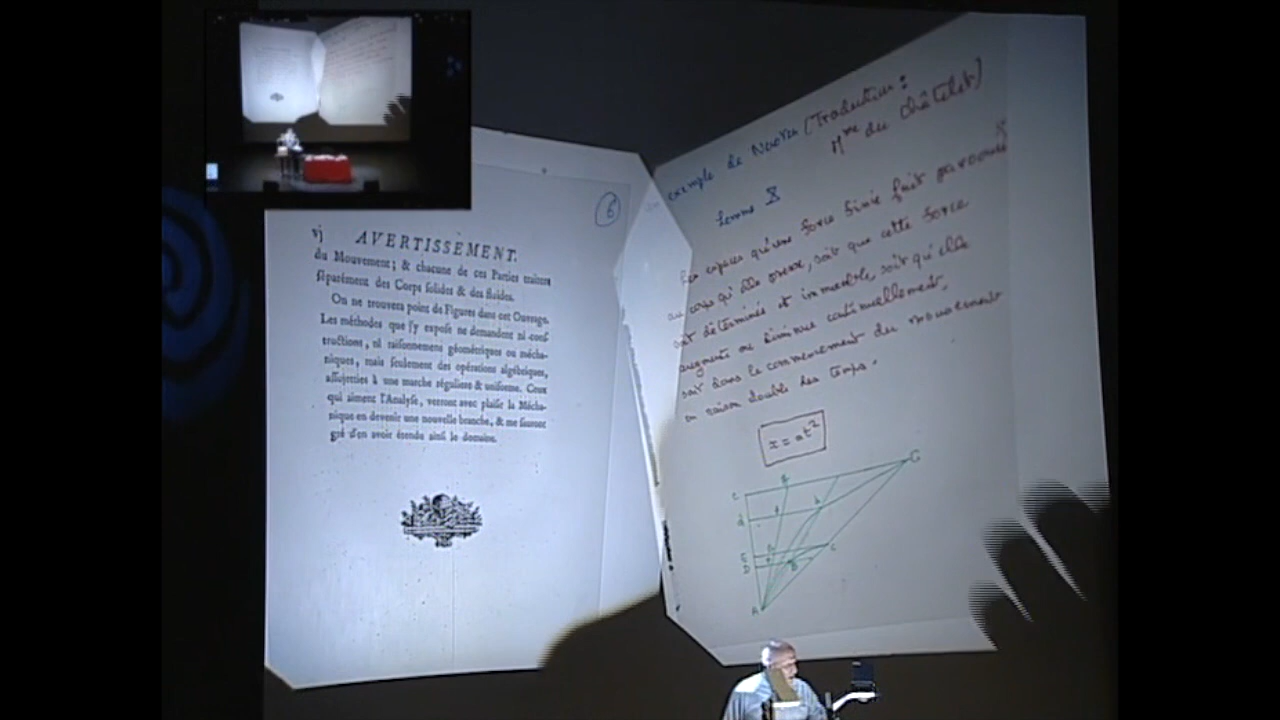 6
vj AVERTISSEMENT.
du Mouvement ; & chacune de ces Parties traitera
séparément des Corps solides & des fluides.
On ne trouvera point de Figures dans cet Ouvrage.
Les méthodes que j'y expose ne demandent ni cons-
tructions, ni raisonnemens géométriques ou mécha-
niques, mais seulement des opérations algébriques,
assujetties à une marche réguliere & uniforme. Ceux
qui aiment l'Analyse, verront avec plaisir la Mécha-
nique en devenir une nouvelle branche, & me sauront
gré d'en avoir étendu ainsi le domaine.
exemple de Newton (Traduction :
Mme du Châtelet)
Lemme X
Les espaces qu'une force finie fait parcourir
au corps qu'elle presse, soit que cette force
soit déterminée et immuable, soit qu'elle
augmente ou diminue continuellement,
sont dans le commencement du mouvement
en raison doublée des temps.
x = at²
C
E
G
d
A